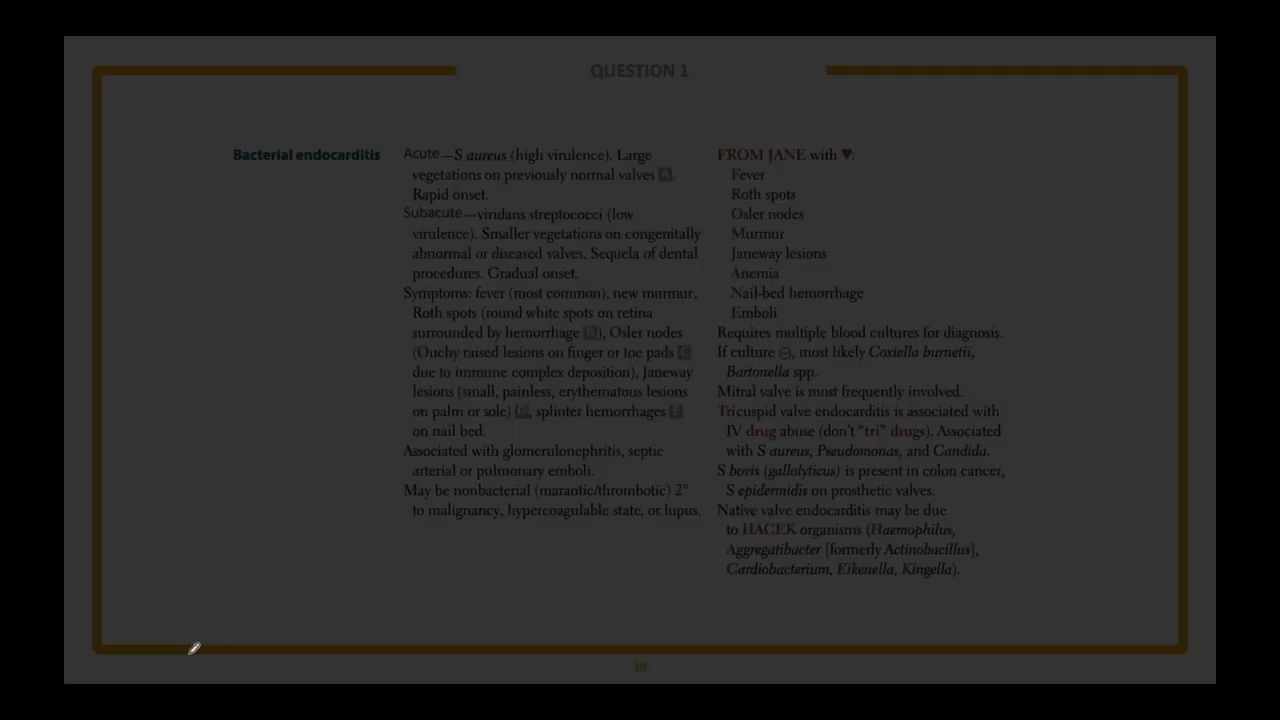 QUESTION 1
Bacterial endocarditis
Acute—S aureus (high virulence). Large
vegetations on previously normal valves A.
Rapid onset.
Subacute—viridans streptococci (low
virulence). Smaller vegetations on congenitally
abnormal or diseased valves. Sequela of dental
procedures. Gradual onset.
Symptoms: fever (most common), new murmur,
Roth spots (round white spots on retina
surrounded by hemorrhage B), Osler nodes
(Ouchy raised lesions on finger or toe pads C
due to immune complex deposition), Janeway
lesions (small, painless, erythematous lesions
on palm or sole) D, splinter hemorrhages E
on nail bed.
Associated with glomerulonephritis, septic
arterial or pulmonary emboli.
May be nonbacterial (marantic/thrombotic) 2°
to malignancy, hypercoagulable state, or lupus.
FROM JANE with ♥:
Fever
Roth spots
Osler nodes
Murmur
Janeway lesions
Anemia
Nail-bed hemorrhage
Emboli
Requires multiple blood cultures for diagnosis.
If culture ⊖, most likely Coxiella burnetii,
Bartonella spp.
Mitral valve is most frequently involved.
Tricuspid valve endocarditis is associated with
IV drug abuse (don't "tri" drugs). Associated
with S aureus, Pseudomonas, and Candida.
S bovis (gallolyticus) is present in colon cancer,
S epidermidis on prosthetic valves.
Native valve endocarditis may be due
to HACEK organisms (Haemophilus,
Aggregatibacter [formerly Actinobacillus],
Cardiobacterium, Eikenella, Kingella).
10